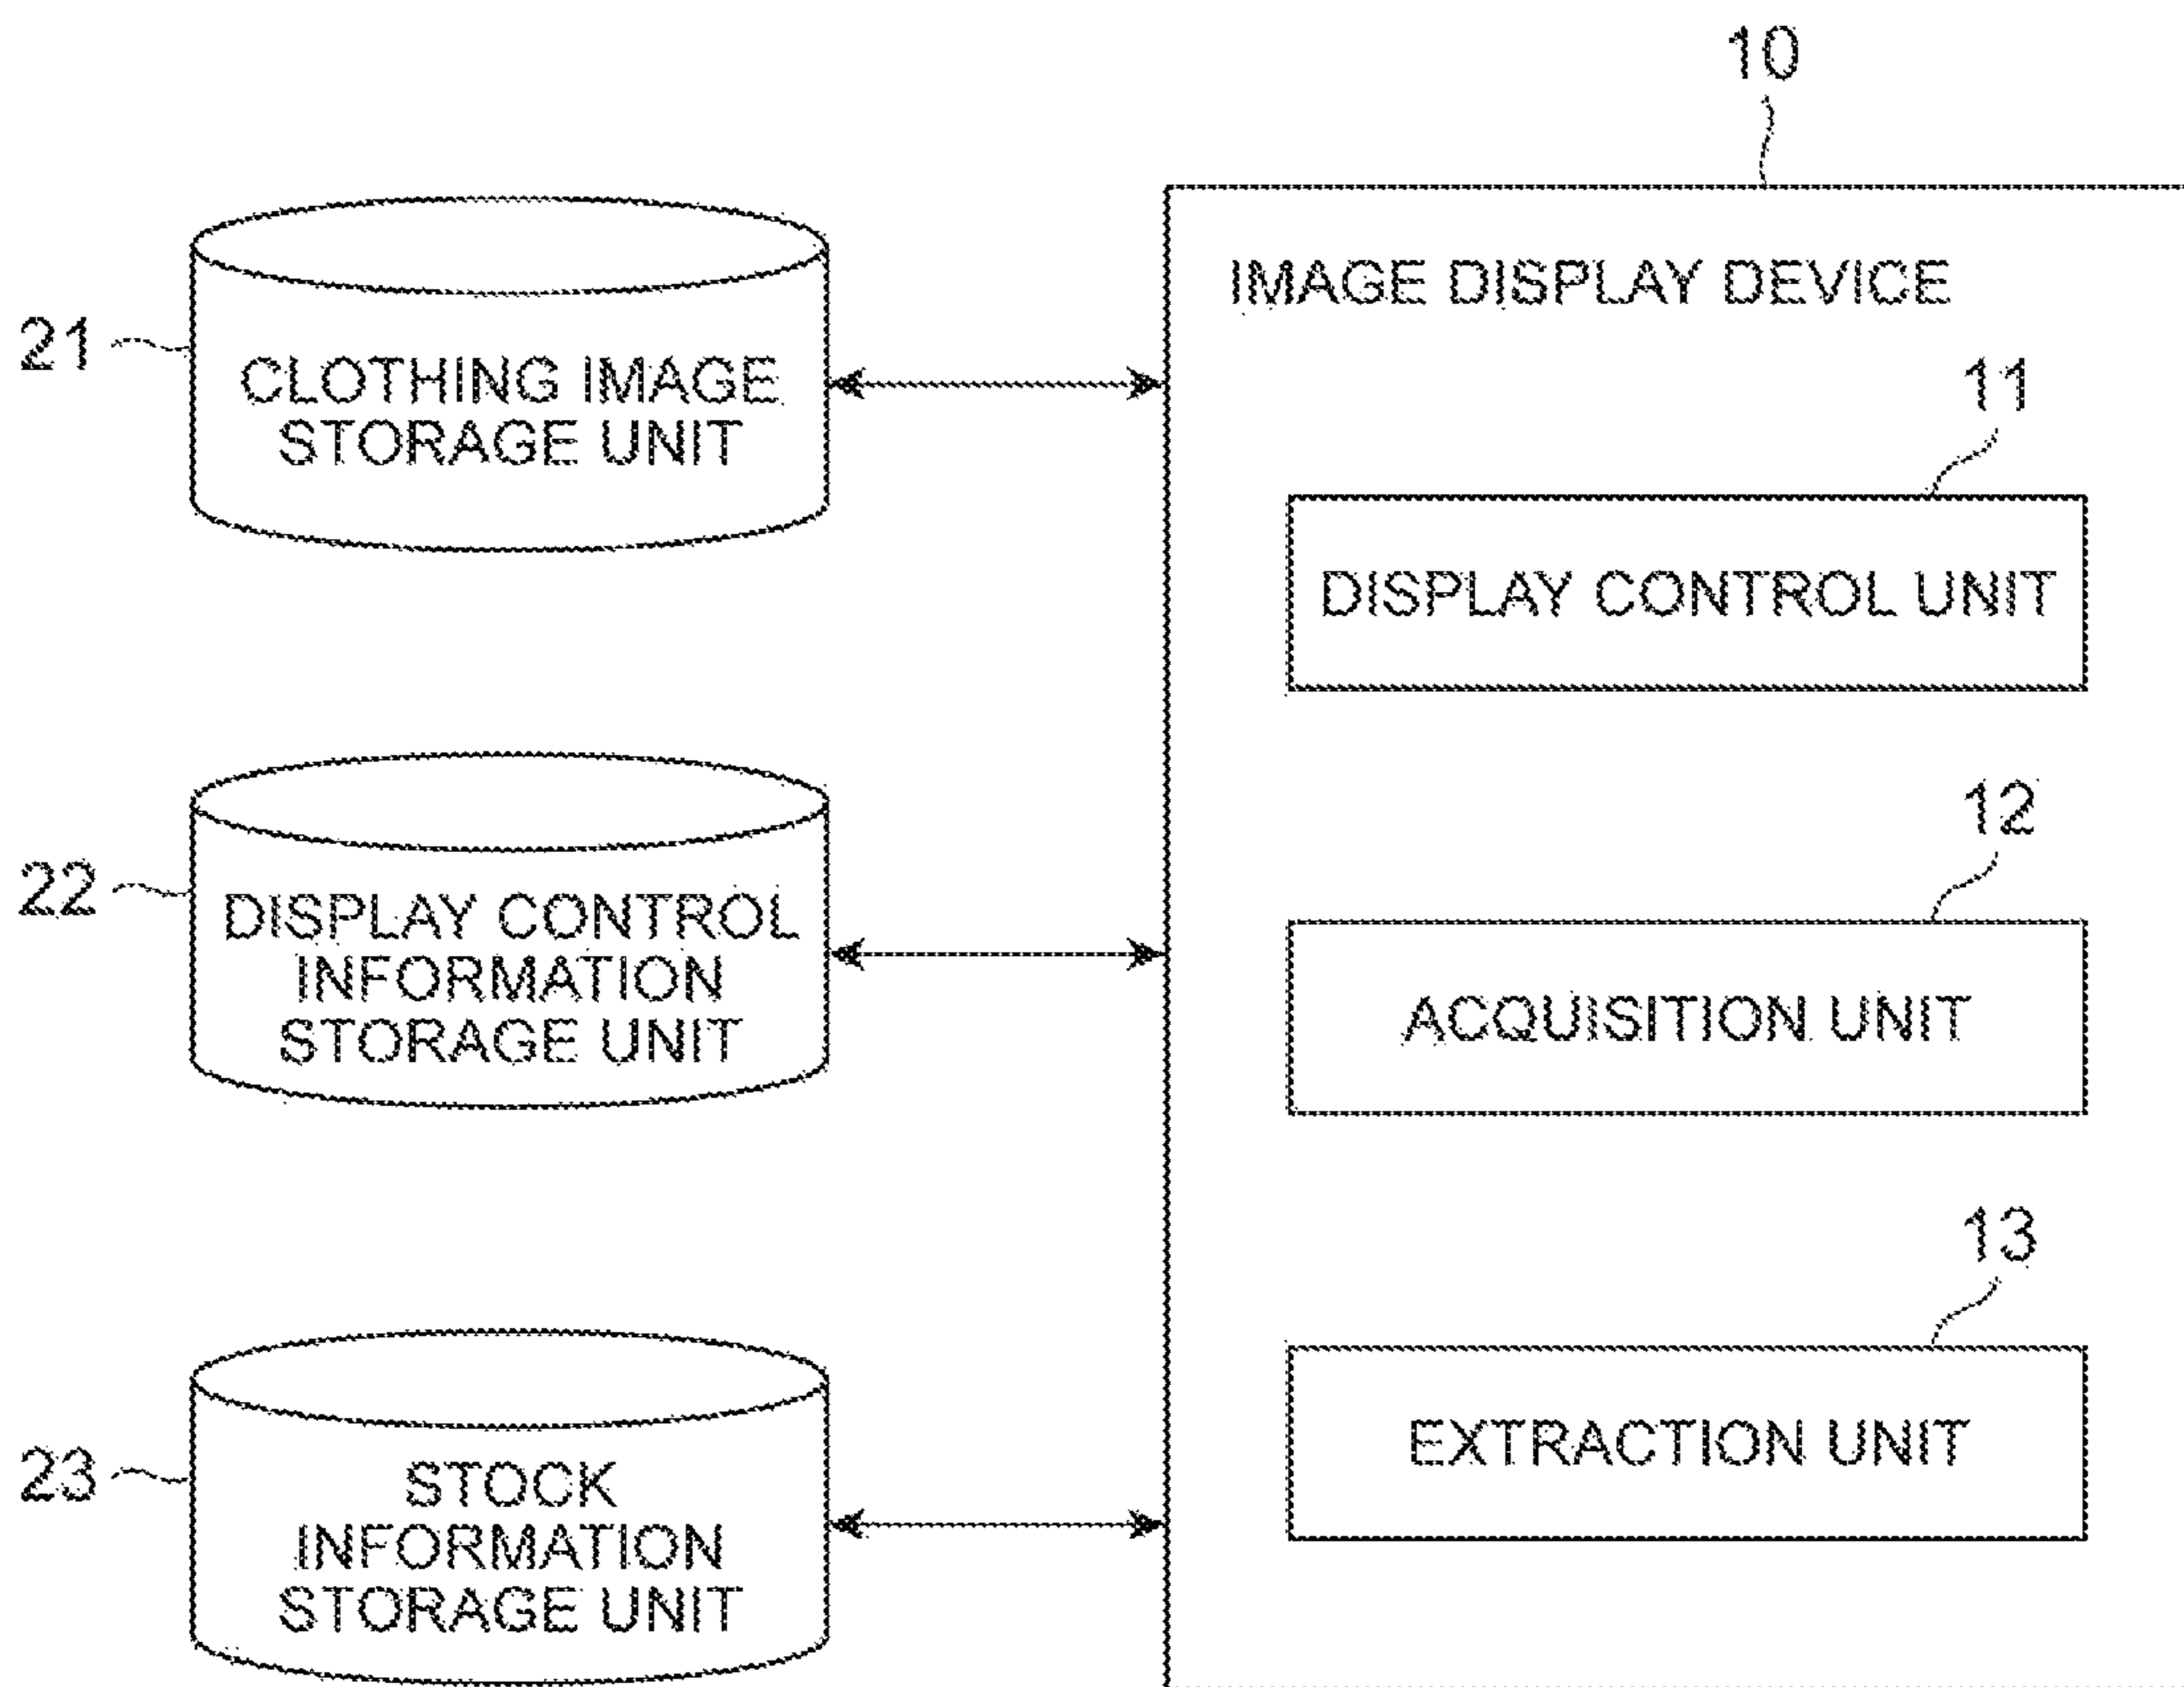 10
IMAGE DISPLAY DEVICE
21
CLOTHING IMAGE
STORAGE UNIT
11
DISPLAY CONTROL UNIT
22
DISPLAY CONTROL
INFORMATION
STORAGE UNIT
12
ACQUISITION UNIT
23
STOCK
INFORMATION
STORAGE UNIT
13
EXTRACTION UNIT